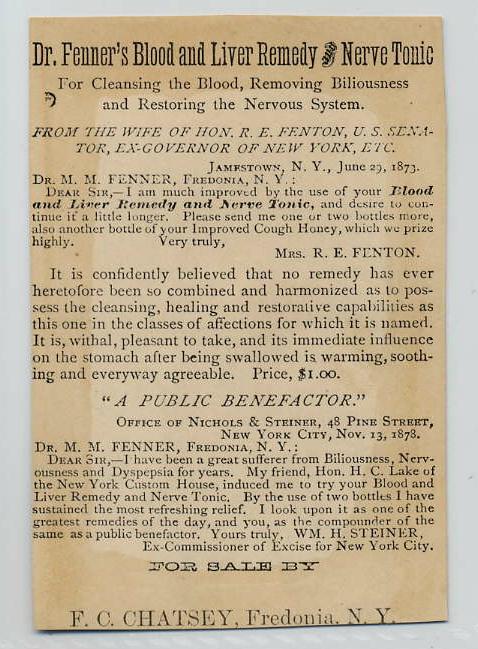 Dr. Fenner's Blood and Liver Remedy and Nerve Tonic
For Cleansing the Blood, Removing Biliousness
and Restoring the Nervous System.
FROM THE WIFE OF HON. R. E. FENTON, U. S. SENA-
TOR, EX-GOVERNOR OF NEW YORK, ETC.
JAMESTOWN, N. Y., June 29, 1873.
DR. M. M. FENNER, FREDONIA, N. Y.:
DEAR SIR,—I am much improved by the use of your Blood
and Liver Remedy and Nerve Tonic, and desire to con-
tinue it a little longer. Please send me one or two bottles more,
also another bottle of your Improved Cough Honey, which we prize
highly. Very truly,
MRS. R. E. FENTON.
It is confidently believed that no remedy has ever
heretofore been so combined and harmonized as to pos-
sess the cleansing, healing and restorative capabilities as
this one in the classes of affections for which it is named.
It is, withal, pleasant to take, and its immediate influence
on the stomach after being swallowed is warming, sooth-
ing and everyway agreeable. Price, $1.00.
"A PUBLIC BENEFACTOR."
OFFICE OF NICHOLS & STEINER, 48 PINE STREET,
NEW YORK CITY, Nov. 13, 1878.
DR. M. M. FENNER, FREDONIA, N. Y.:
DEAR SIR,—I have been a great sufferer from Biliousness, Nerv-
ousness and Dyspepsia for years. My friend, Hon. H. C. Lake of
the New York Custom House, induced me to try your Blood and
Liver Remedy and Nerve Tonic. By the use of two bottles I have
sustained the most refreshing relief. I look upon it as one of the
greatest remedies of the day, and you, as the compounder of the
same as a public benefactor. Yours truly, WM. H. STEINER,
Ex-Commissioner of Excise for New York City.
FOR SALE BY
F. C. CHATSEY, Fredonia, N. Y.